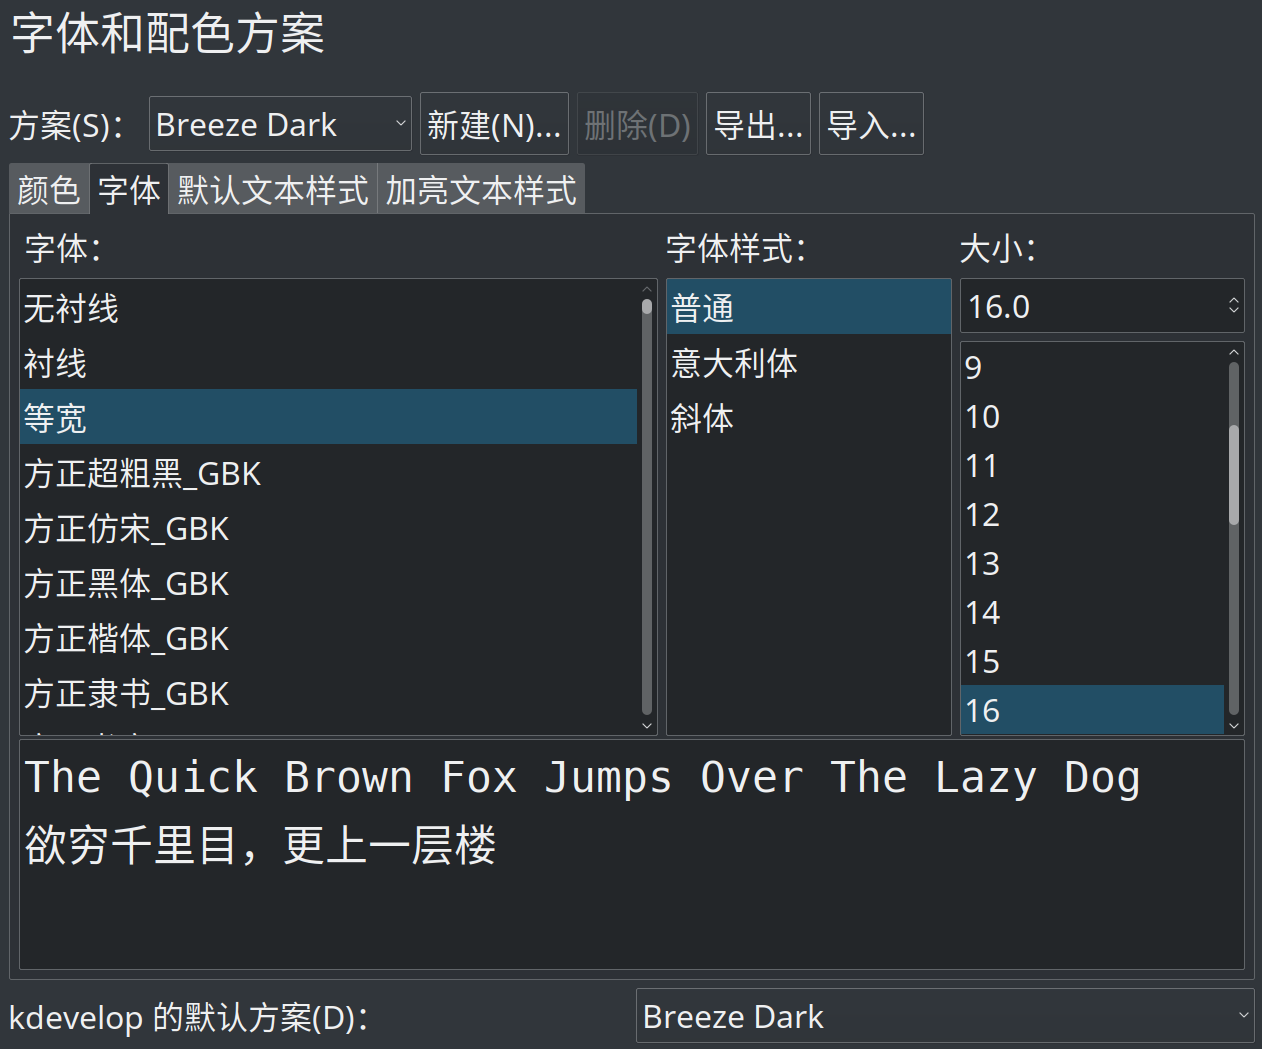 字体和配色方案
方案(S)： Breeze Dark 新建(N)... 删除(D) 导出... 导入...
颜色 字体 默认文本样式 加亮文本样式
字体：
无衬线
衬线
等宽
方正超粗黑_GBK
方正仿宋_GBK
方正黑体_GBK
方正楷体_GBK
方正隶书_GBK
字体样式：
普通
意大利体
斜体
大小：
16.0
9
10
11
12
13
14
15
16
The Quick Brown Fox Jumps Over The Lazy Dog
欲穷千里目，更上一层楼
kdevelop 的默认方案(D)： Breeze Dark